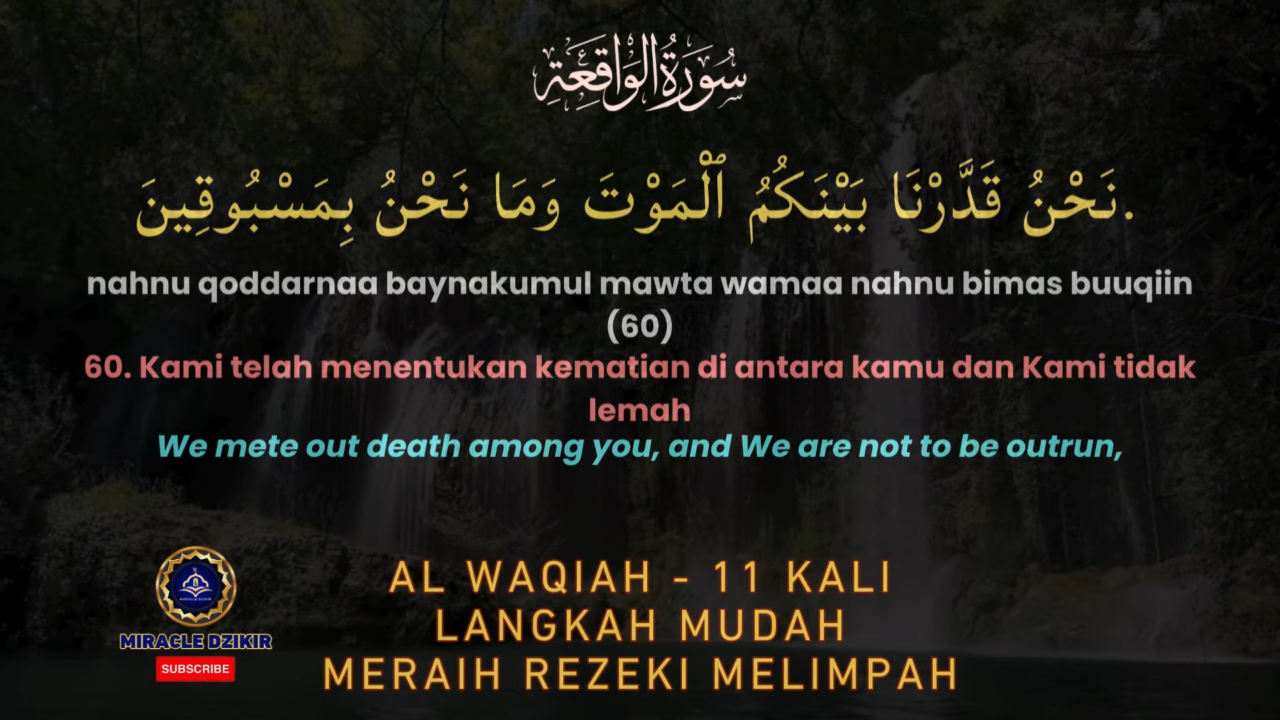 سُورَةُ الوَاقِعَةِ
نَحْنُ قَدَّرْنَا بَيْنَكُمُ ٱلْمَوْتَ وَمَا نَحْنُ بِمَسْبُوقِينَ.
nahnu qoddarnaa baynakumul mawta wamaa nahnu bimas buuqiin
(60)
60. Kami telah menentukan kematian di antara kamu dan Kami tidak
lemah
We mete out death among you, and We are not to be outrun,
AL WAQIAH - 11 KALI
LANGKAH MUDAH
MERAIH REZEKI MELIMPAH
MIRACLE DZIKIR
MIRACLE DZIKIR
SUBSCRIBE